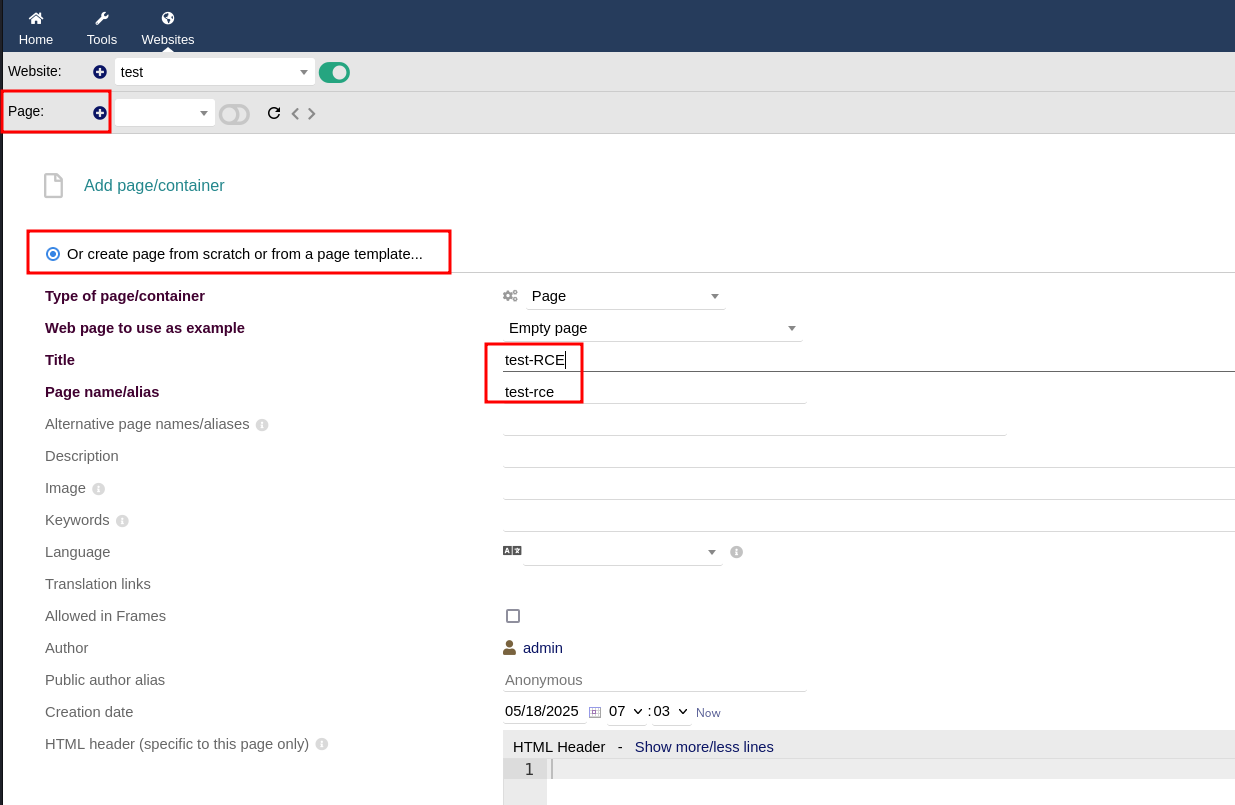 Home Tools Websites
Website: test
Page:
Add page/container
Or create page from scratch or from a page template...
Type of page/container Page
Web page to use as example Empty page
Title test-RCE
Page name/alias test-rce
Alternative page names/aliases
Description
Image
Keywords
Language
Translation links
Allowed in Frames
Author admin
Public author alias Anonymous
Creation date 05/18/2025 07 : 03 Now
HTML header (specific to this page only) HTML Header - Show more/less lines
1